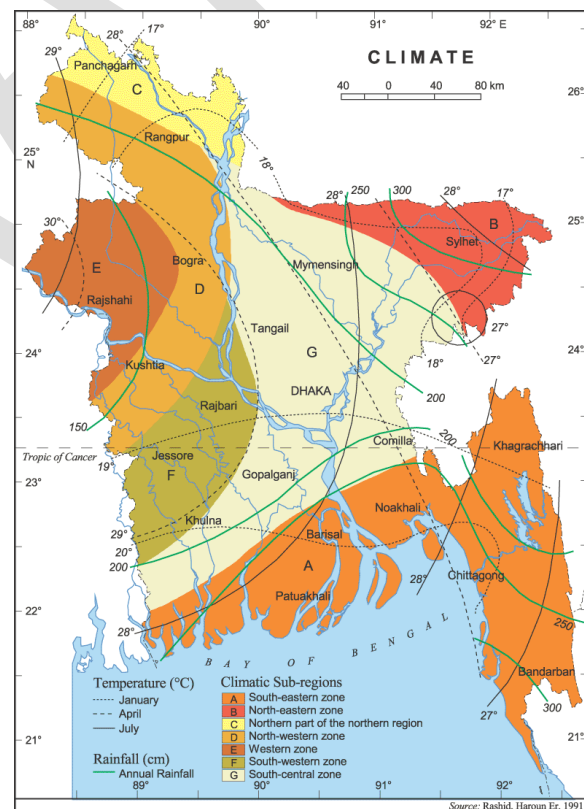 88°
90°
91°
92° E
CLIMATE
40 0 40 80 km
29°
28°
17°
Panchagarh
C
Rangpur
26°
25°
N
18°
28°
250
300
28°
17°
B
Sylhet
25°
30°
E
Rajshahi
Bogra
D
Mymensingh
27°
27°
24°
Tangail
G
DHAKA
18°
24°
Kushtia
200
150
Rajbari
Comilla
200
Khagrachhari
Tropic of Cancer
19°
Jessore
F
Gopalganj
23°
23°
Noakhali
Khulna
29°
20°
200
Barisal
A
Patuakhali
Chittagong
28°
22°
22°
250
28°
BAY OF BENGAL
Bandarban
27°
300
Temperature (°C)
January
April
July
Rainfall (cm)
Annual Rainfall
Climatic Sub-regions
A South-eastern zone
B North-eastern zone
C Northern part of the northern region
D North-western zone
E Western zone
F South-western zone
G South-central zone
21°
21°
89°
90°
91°
92°
Source: Rashid, Haroun Er, 1991